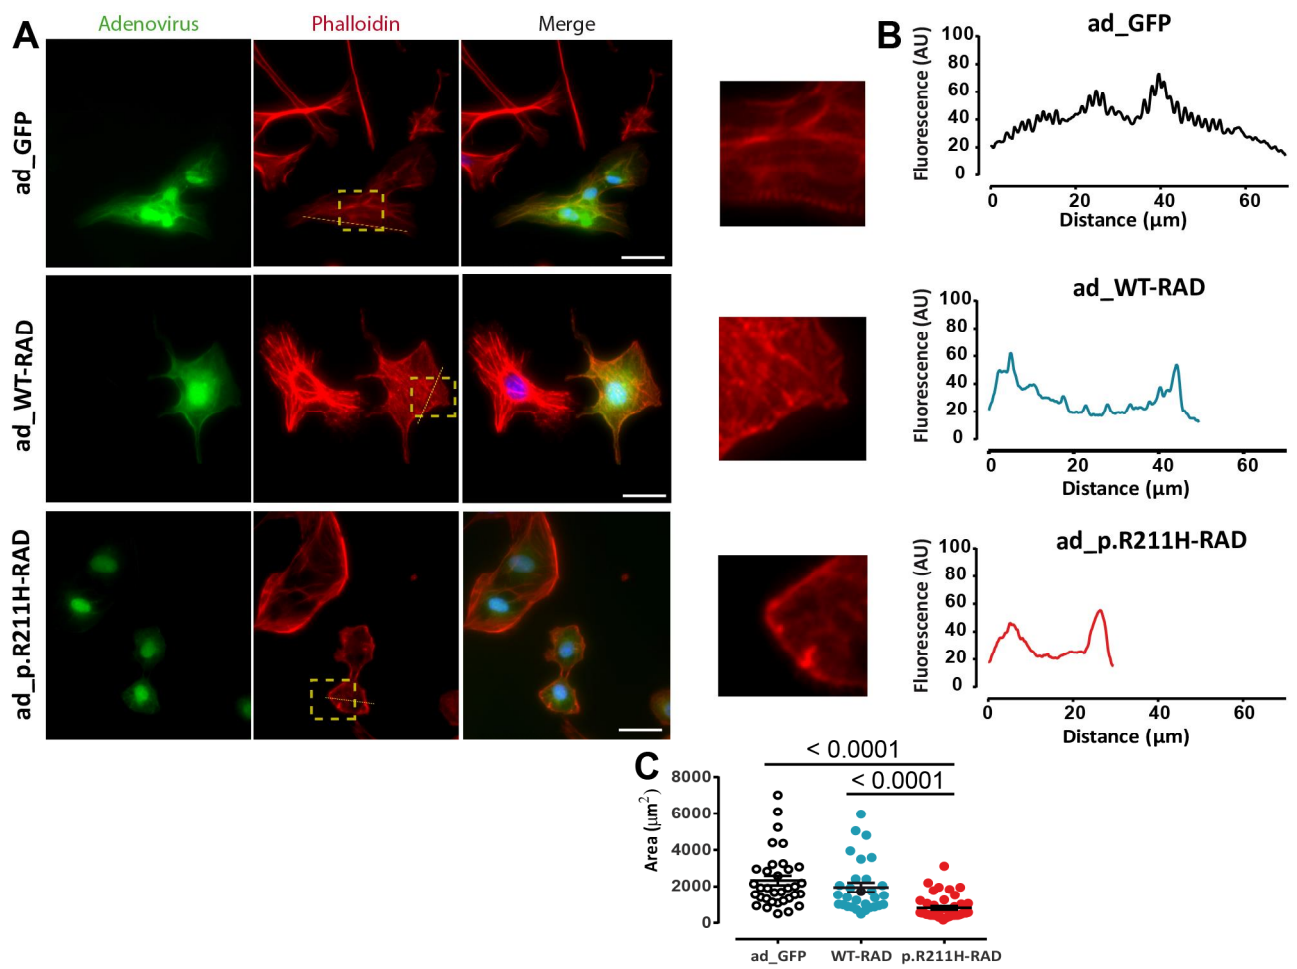 A
Adenovirus
Phalloidin
Merge
ad_GFP
ad_WT-RAD
ad_p.R211H-RAD
B
ad_GFP
Fluorescence (AU)
100
80
60
40
20
0
0 20 40 60
Distance (μm)
ad_WT-RAD
Fluorescence (AU)
100
80
60
40
20
0
0 20 40 60
Distance (μm)
ad_p.R211H-RAD
Fluorescence (AU)
100
80
60
40
20
0
0 20 40 60
Distance (μm)
C
< 0.0001
< 0.0001
Area (μm²)
8000
6000
4000
2000
0
ad_GFP WT-RAD p.R211H-RAD